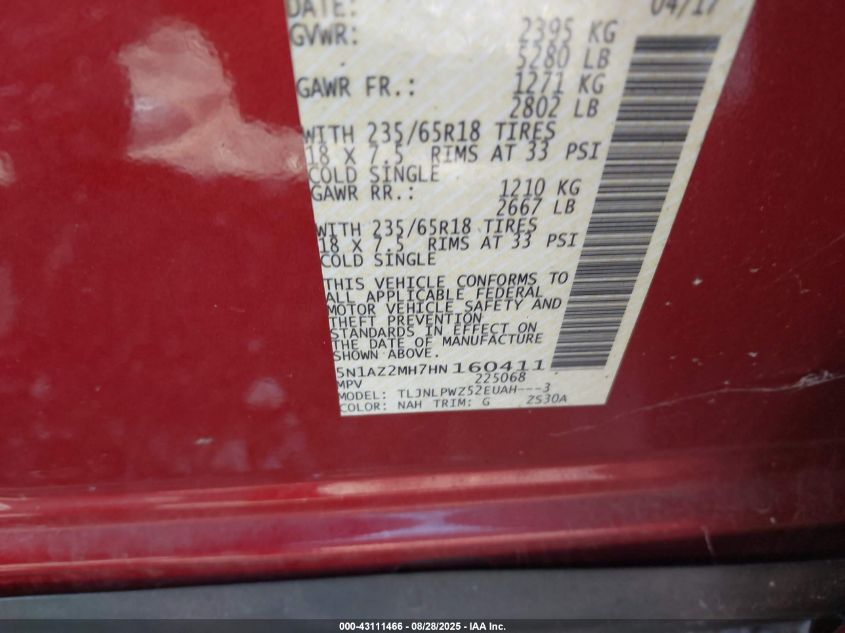 DATE: 04/17
GVWR: 2395 KG
5280 LB
GAWR FR.: 1271 KG
2802 LB
WITH 235/65R18 TIRES
18 X 7.5 RIMS AT 33 PSI
COLD SINGLE
GAWR RR.: 1210 KG
2667 LB
WITH 235/65R18 TIRES
18 X 7.5 RIMS AT 33 PSI
COLD SINGLE
THIS VEHICLE CONFORMS TO
ALL APPLICABLE FEDERAL
MOTOR VEHICLE SAFETY AND
THEFT PREVENTION
STANDARDS IN EFFECT ON
THE DATE OF MANUFACTURE
SHOWN ABOVE.
5N1AZ2MH7HN160411
MPV 225068
MODEL: TLJNLPWZ52EUAH---3
COLOR: NAH TRIM: G ZS30A
000-43111466 - 08/28/2025 - IAA Inc.